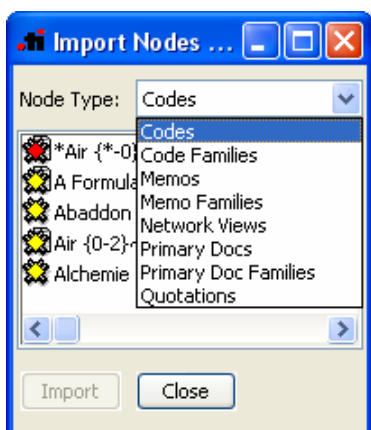 .ti Import Nodes ...
Node Type: Codes
Codes
Code Families
Memos
Memo Families
Network Views
Primary Docs
Primary Doc Families
Quotations
*Air {*-0}
A Formula
Abaddon
Air {0-2}~
Alchemie
Import Close